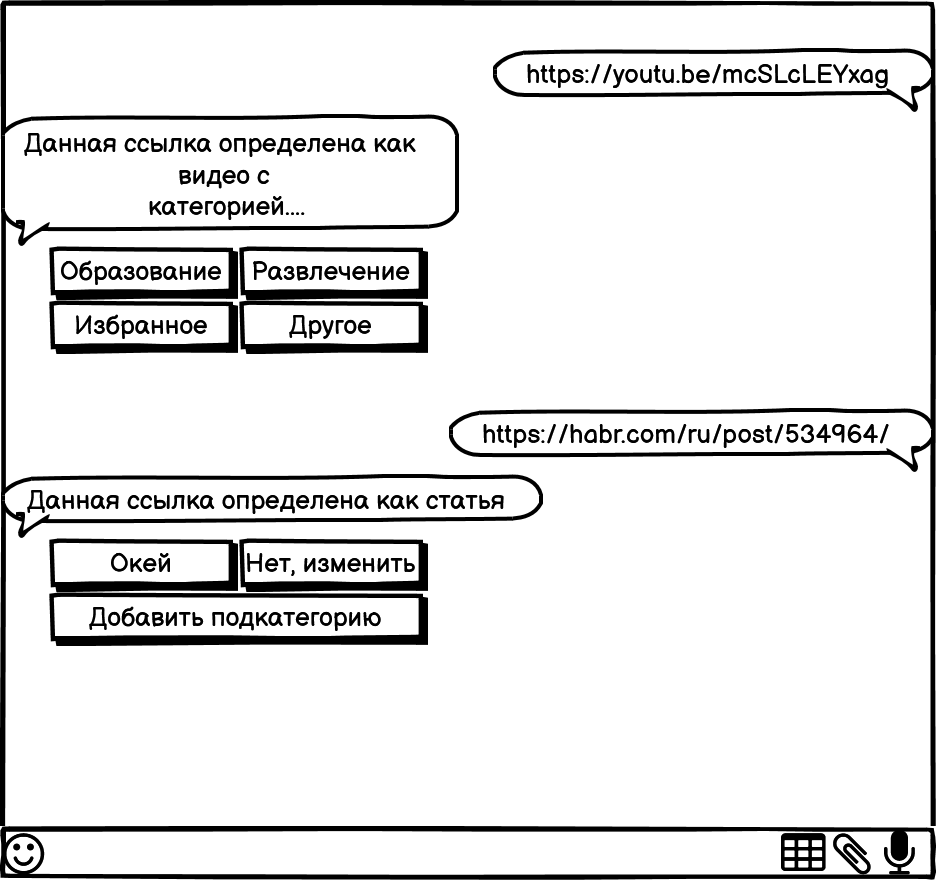 https://youtu.be/mcSLcLEYxag
Данная ссылка определена как
видео с
категорией....
Образование
Развлечение
Избранное
Другое
https://habr.com/ru/post/534964/
Данная ссылка определена как статья
Окей
Нет, изменить
Добавить подкатегорию